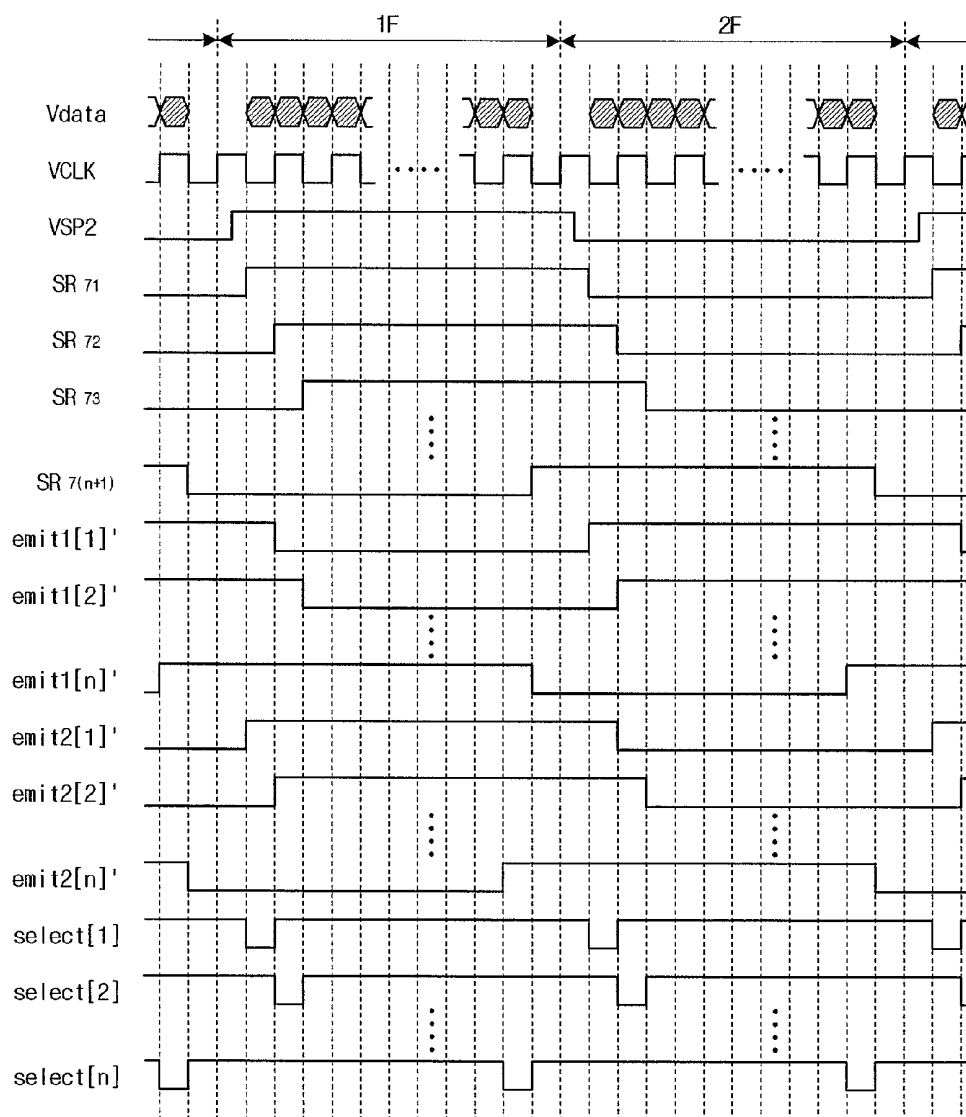 1F 2F
Vdata
VCLK
VSP2
SR 71
SR 72
SR 73
SR 7(n+1)
emit1[1]'
emit1[2]'
emit1[n]'
emit2[1]'
emit2[2]'
emit2[n]'
select[1]
select[2]
select[n]